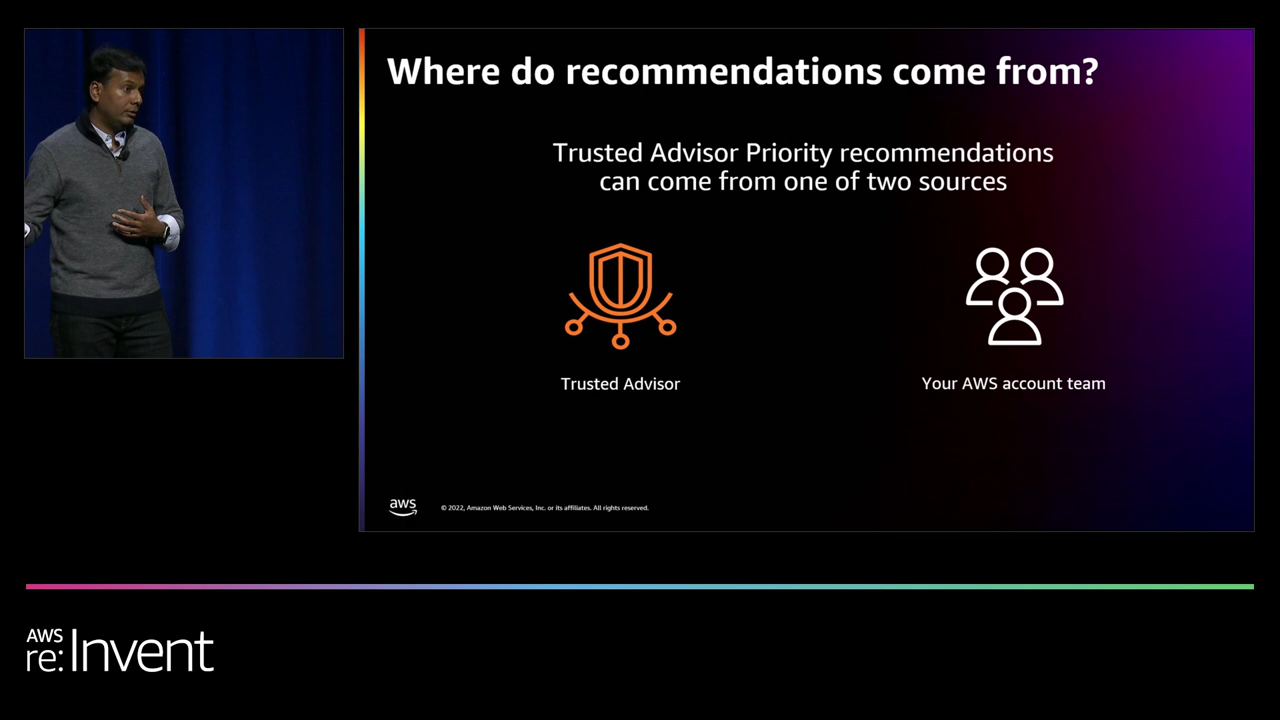 Where do recommendations come from?
Trusted Advisor Priority recommendations
can come from one of two sources
Trusted Advisor
Your AWS account team
aws
© 2022, Amazon Web Services, Inc. or its affiliates. All rights reserved.
AWS
re:Invent